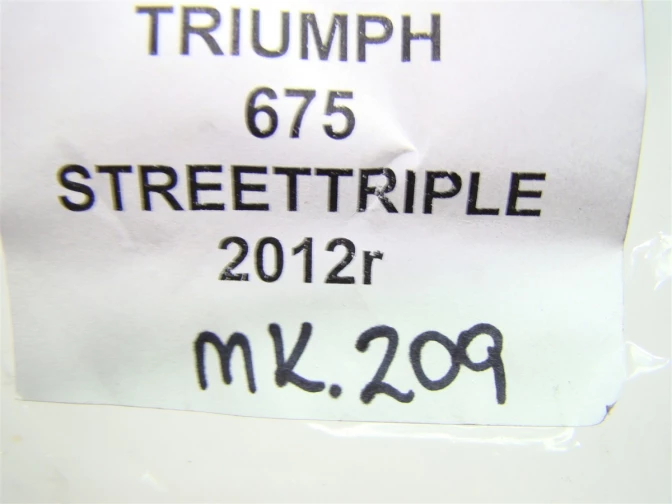 TRIUMPH
675
STREETTRIPLE
2012r
MK.209